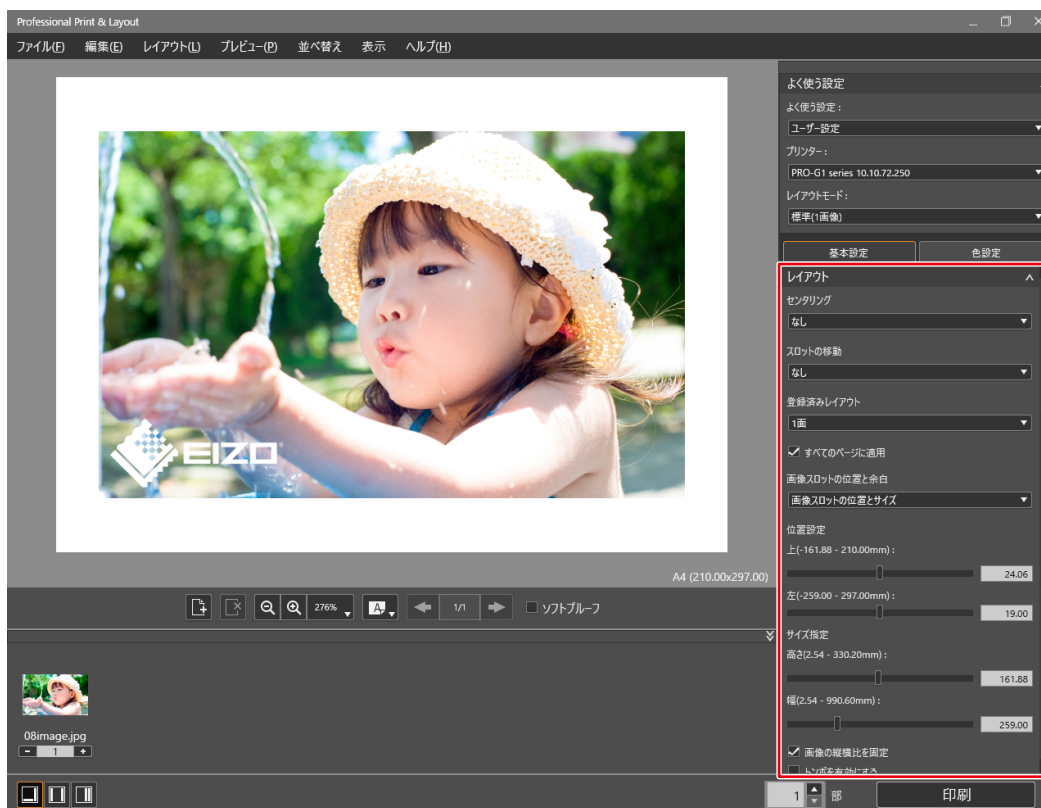 Professional Print & Layout
ファイル(F) 編集(E) レイアウト(L) プレビュー(P) 並べ替え 表示 ヘルプ(H)
よく使う設定
よく使う設定:
ユーザー設定
プリンター:
PRO-G1 series 10.10.72.250
レイアウトモード:
標準(1画像)
基本設定 色設定
レイアウト
センタリング
なし
スロットの移動
なし
登録済みレイアウト
1面
すべてのページに適用
画像スロットの位置と余白
画像スロットの位置とサイズ
位置設定
上(-161.88 - 210.00mm):
24.06
左(-259.00 - 297.00mm):
19.00
サイズ指定
高さ(2.54 - 330.20mm):
161.88
幅(2.54 - 990.60mm):
259.00
画像の縦横比を固定
トンボを有効にする
EIZO
A4 (210.00x297.00)
276% A 1/1 ソフトプルーフ
08image.jpg
1
1 部 印刷